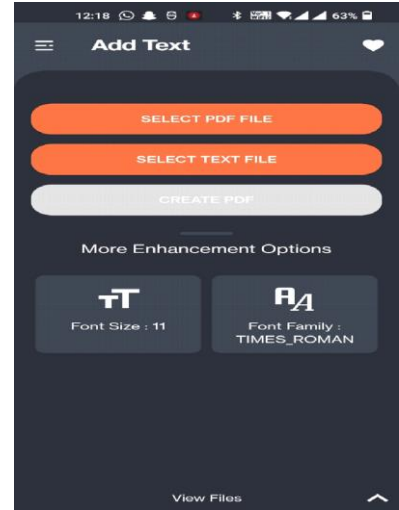 12:18 63%
Add Text
SELECT PDF FILE
SELECT TEXT FILE
CREATE PDF
More Enhancement Options
Font Size : 11
Font Family :
TIMES_ROMAN
View Files